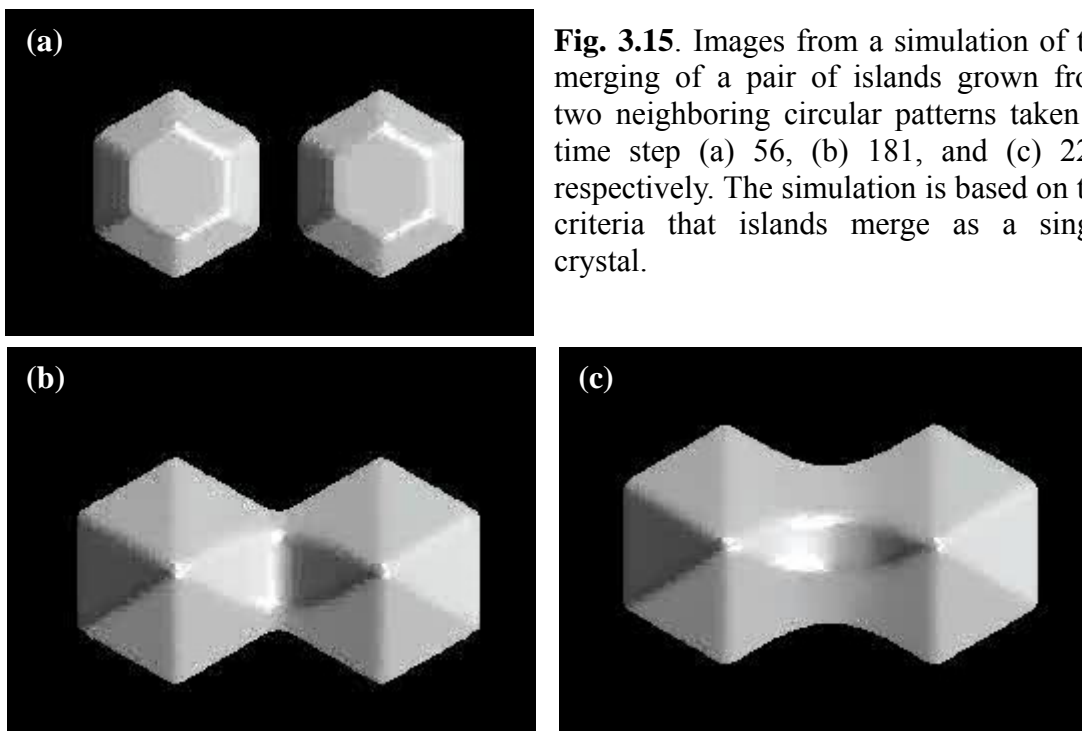 (a)
Fig. 3.15. Images from a simulation of t
merging of a pair of islands grown fro
two neighboring circular patterns taken
time step (a) 56, (b) 181, and (c) 22
respectively. The simulation is based on t
criteria that islands merge as a sing
crystal.
(b)
(c)